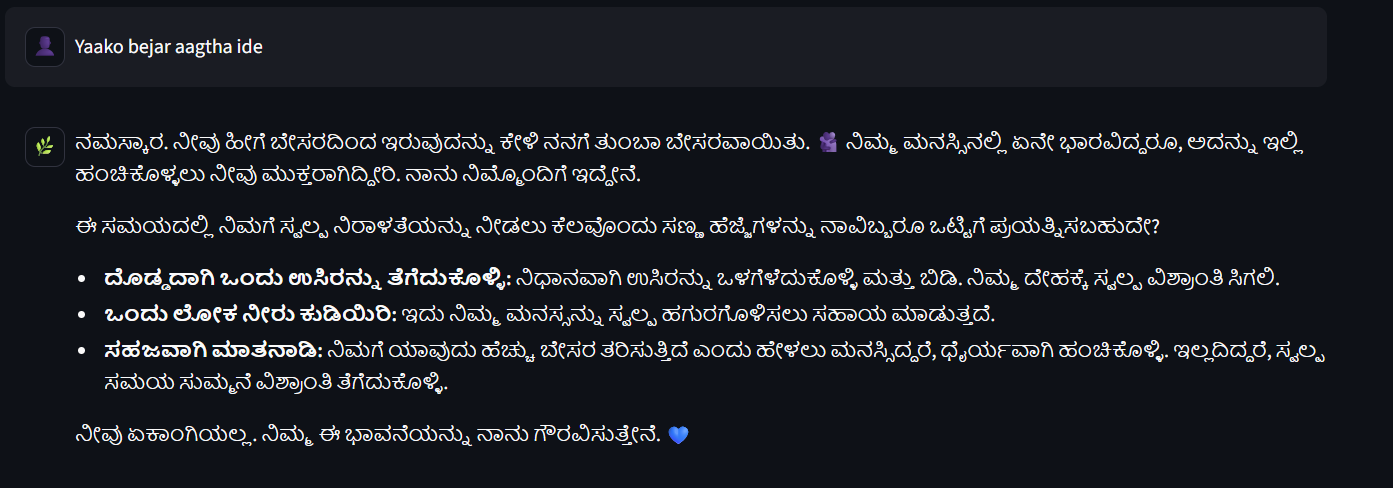 Yaako bejar aagtha ide
ನಮಸ್ಕಾರ. ನೀವು ಹೀಗೆ ಬೇಸರದಿಂದ ಇರುವುದನ್ನು ಕೇಳಿ ನನಗೆ ತುಂಬಾ ಬೇಸರವಾಯಿತು. ನಿಮ್ಮ ಮನಸ್ಸಿನಲ್ಲಿ ಏನೇ ಭಾರವಿದ್ದರೂ, ಅದನ್ನು ಇಲ್ಲಿ
ಹಂಚಿಕೊಳ್ಳಲು ನೀವು ಮುಕ್ತರಾಗಿದ್ದೀರಿ. ನಾನು ನಿಮ್ಮೊಂದಿಗೆ ಇದ್ದೇನೆ.
ಈ ಸಮಯದಲ್ಲಿ ನಿಮಗೆ ಸ್ವಲ್ಪ ನಿರಾಳತೆಯನ್ನು ನೀಡಲು ಕೆಲವೊಂದು ಸಣ್ಣ ಹೆಜ್ಜೆಗಳನ್ನು ನಾವಿಬ್ಬರೂ ಒಟ್ಟಿಗೆ ಪ್ರಯತ್ನಿಸಬಹುದೇ?
• ದೊಡ್ಡದಾಗಿ ಒಂದು ಉಸಿರನ್ನು ತೆಗೆದುಕೊಳ್ಳಿ: ನಿಧಾನವಾಗಿ ಉಸಿರನ್ನು ಒಳಗೆಳೆದುಕೊಳ್ಳಿ ಮತ್ತು ಬಿಡಿ. ನಿಮ್ಮ ದೇಹಕ್ಕೆ ಸ್ವಲ್ಪ ವಿಶ್ರಾಂತಿ ಸಿಗಲಿ.
• ಒಂದು ಲೋಕ ನೀರು ಕುಡಿಯಿರಿ: ಇದು ನಿಮ್ಮ ಮನಸ್ಸನ್ನು ಸ್ವಲ್ಪ ಹಗುರಗೊಳಿಸಲು ಸಹಾಯ ಮಾಡುತ್ತದೆ.
• ಸಹಜವಾಗಿ ಮಾತನಾಡಿ: ನಿಮಗೆ ಯಾವುದು ಹೆಚ್ಚು ಬೇಸರ ತರಿಸುತ್ತಿದೆ ಎಂದು ಹೇಳಲು ಮನಸ್ಸಿದ್ದರೆ, ಧೈರ್ಯವಾಗಿ ಹಂಚಿಕೊಳ್ಳಿ. ಇಲ್ಲದಿದ್ದರೆ, ಸ್ವಲ್ಪ
ಸಮಯ ಸುಮ್ಮನೆ ವಿಶ್ರಾಂತಿ ತೆಗೆದುಕೊಳ್ಳಿ.
ನೀವು ಏಕಾಂಗಿಯಲ್ಲ. ನಿಮ್ಮ ಈ ಭಾವನೆಯನ್ನು ನಾನು ಗೌರವಿಸುತ್ತೇನೆ. 💙